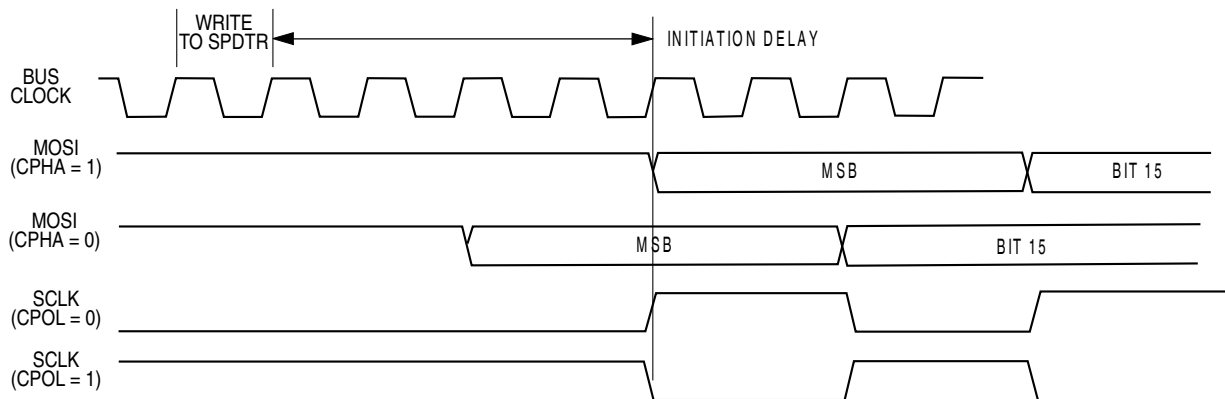 WRITE
TO SPDTR
INITIATION DELAY
BUS
CLOCK
MOSI
(CPHA = 1)
MSB
BIT 15
MOSI
(CPHA = 0)
MSB
BIT 15
SCLK
(CPOL = 0)
SCLK
(CPOL = 1)